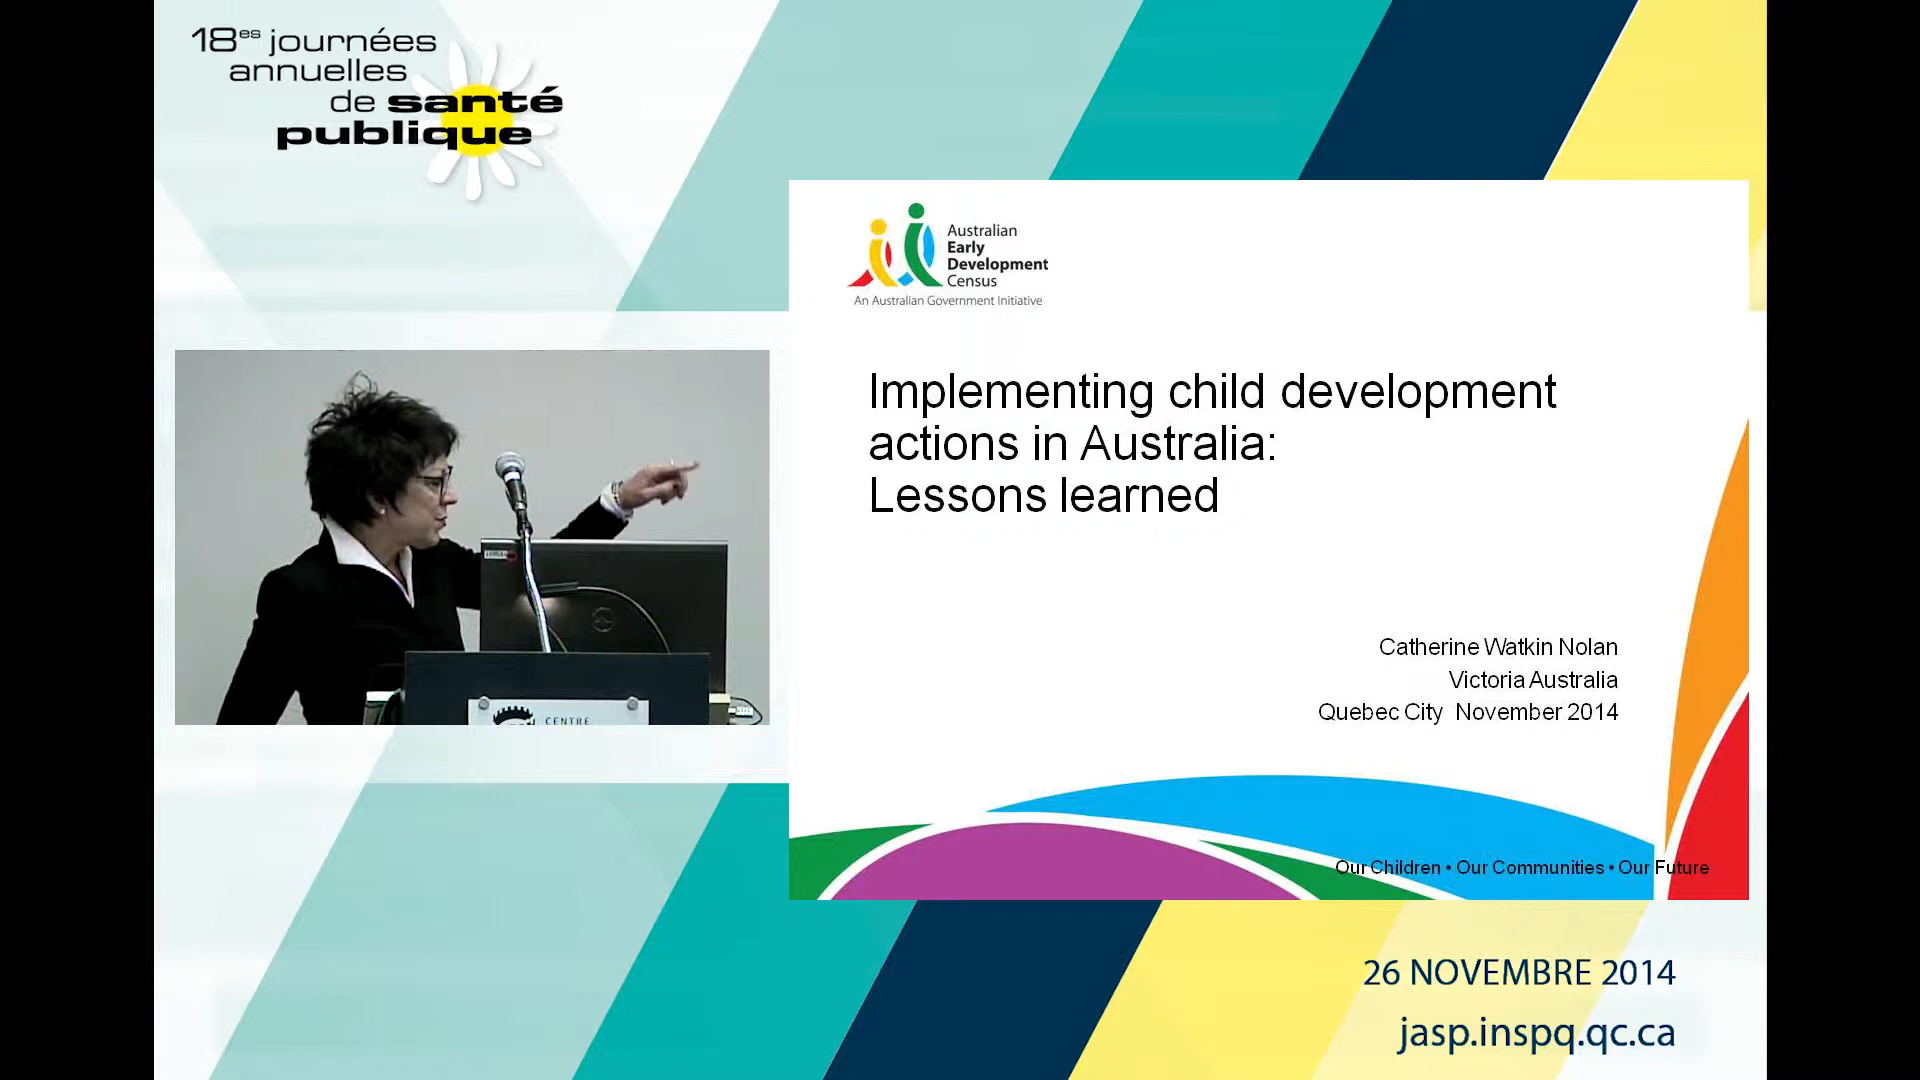 18es journées
annuelles
de santé
publique
Australian
Early
Development
Census
An Australian Government Initiative
Implementing child development
actions in Australia:
Lessons learned
Catherine Watkin Nolan
Victoria Australia
Quebec City November 2014
Our Children • Our Communities • Our Future
CENTRE
26 NOVEMBRE 2014
jasp.inspq.qc.ca